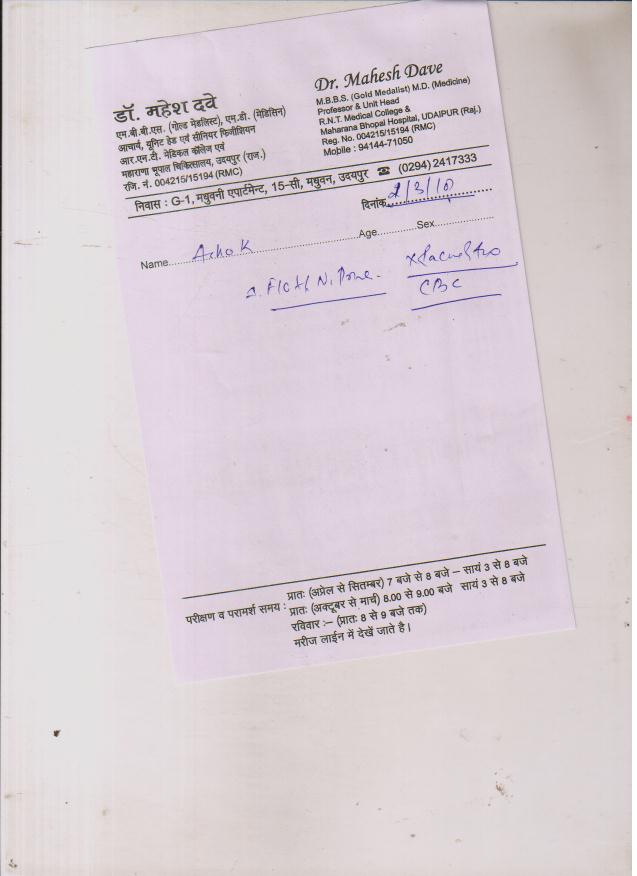 डॉ. महेश दवे
एम.बी.बी.एस. (गोल्ड मेडलिस्ट), एम.डी. (मेडिसिन)
आचार्य, यूनिट हेड एवं सीनियर फिजीशियन
आर.एन.टी. मेडिकल कॉलेज एवं
महाराणा भूपाल चिकित्सालय, उदयपुर (राज.)
रजि. नं. 004215/15194 (RMC)
Dr. Mahesh Dave
M.B.B.S. (Gold Medalist) M.D. (Medicine)
Professor & Unit Head
R.N.T. Medical College &
Maharana Bhopal Hospital, UDAIPUR (Raj.)
Reg. No. 004215/15194 (RMC)
Mobile : 94144-71050
निवास : G-1, मधुवनी एपार्टमेन्ट, 15-सी, मधुवन, उदयपुर ☎ (0294) 2417333
दिनांक
Name Ashok Age Sex
CBC
परीक्षण व परामर्श समय : प्रातः (अप्रेल से सितम्बर) 7 बजे से 8 बजे – सायं 3 से 8 बजे
प्रातः (अक्टूबर से मार्च) 8.00 से 9.00 बजे सायं 3 से 8 बजे
रविवार :– (प्रातः 8 से 9 बजे तक)
मरीज लाईन में देखें जाते है।